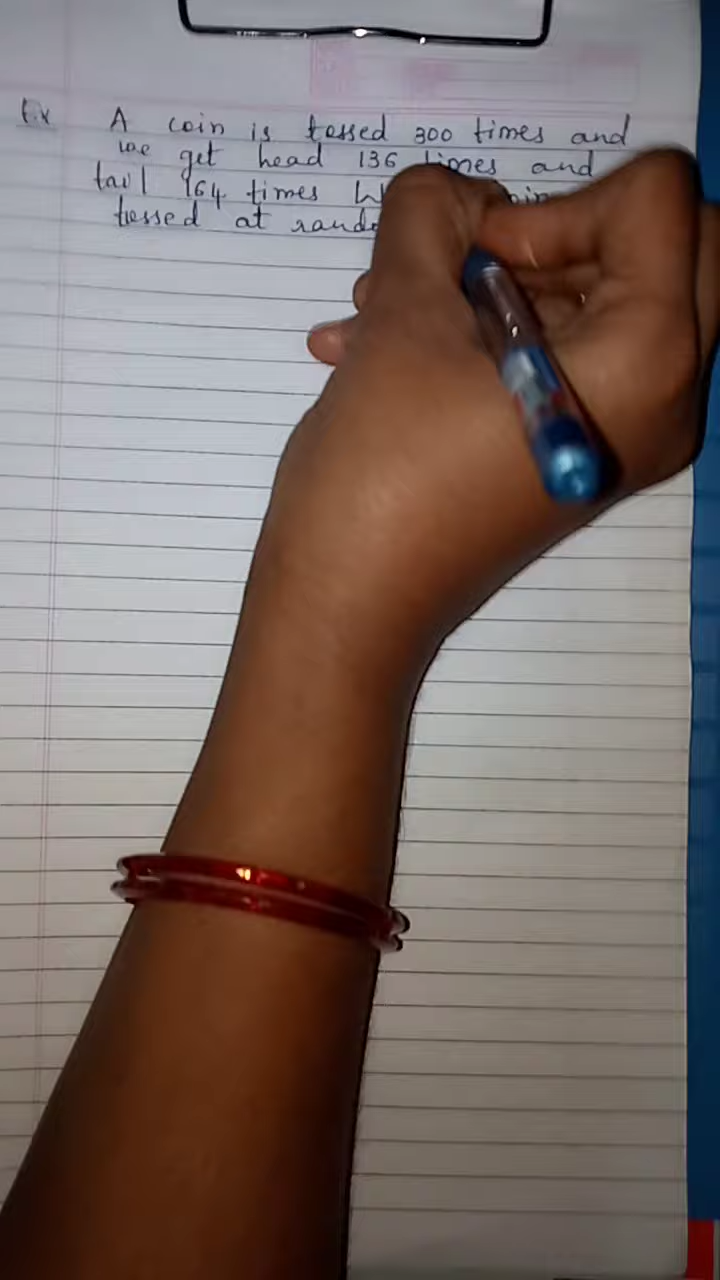 Ex A coin is tossed 300 times and
we get head 136 times and
tail 164 times
tossed at